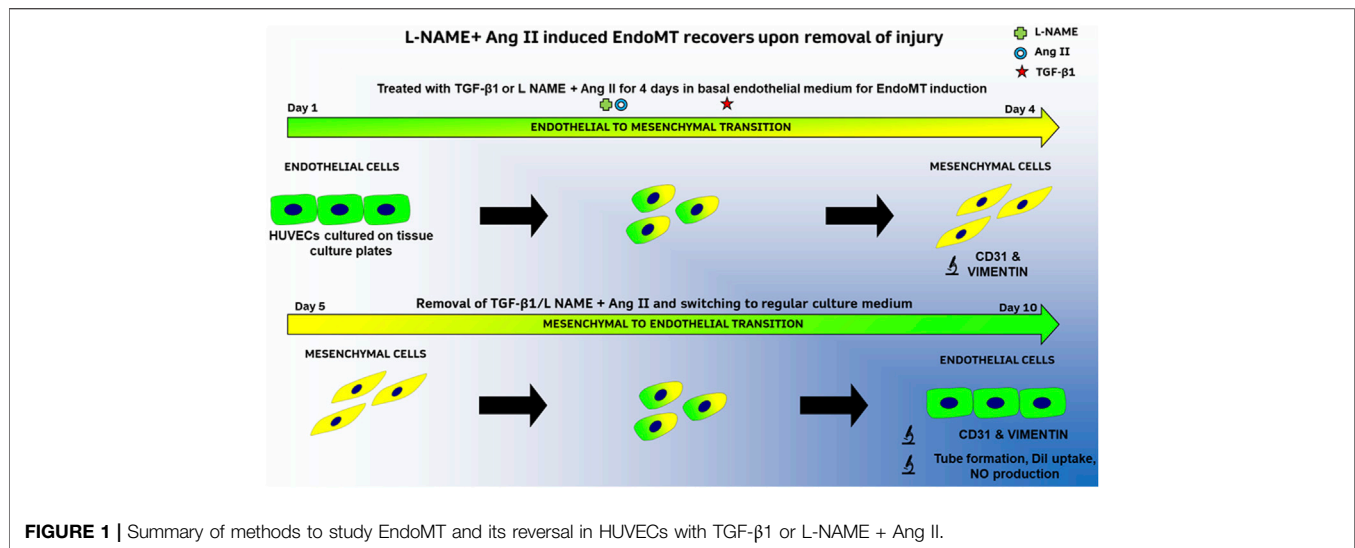 L-NAME+ Ang II induced EndoMT recovers upon removal of injury
L-NAME
Ang II
TGF-β1
Treated with TGF-β1 or L NAME + Ang II for 4 days in basal endothelial medium for EndoMT induction
Day 1
Day 4
ENDOTHELIAL TO MESENCHYMAL TRANSITION
ENDOTHELIAL CELLS
MESENCHYMAL CELLS
HUVECs cultured on tissue
culture plates
CD31 &
VIMENTIN
Day 5
Removal of TGF-β1/L NAME + Ang II and switching to regular culture medium
Day 10
MESENCHYMAL TO ENDOTHELIAL TRANSITION
MESENCHYMAL CELLS
ENDOTHELIAL CELLS
CD31 & VIMENTIN
Tube formation, Dil uptake,
NO production
FIGURE 1 | Summary of methods to study EndoMT and its reversal in HUVECs with TGF-β1 or L-NAME + Ang II.